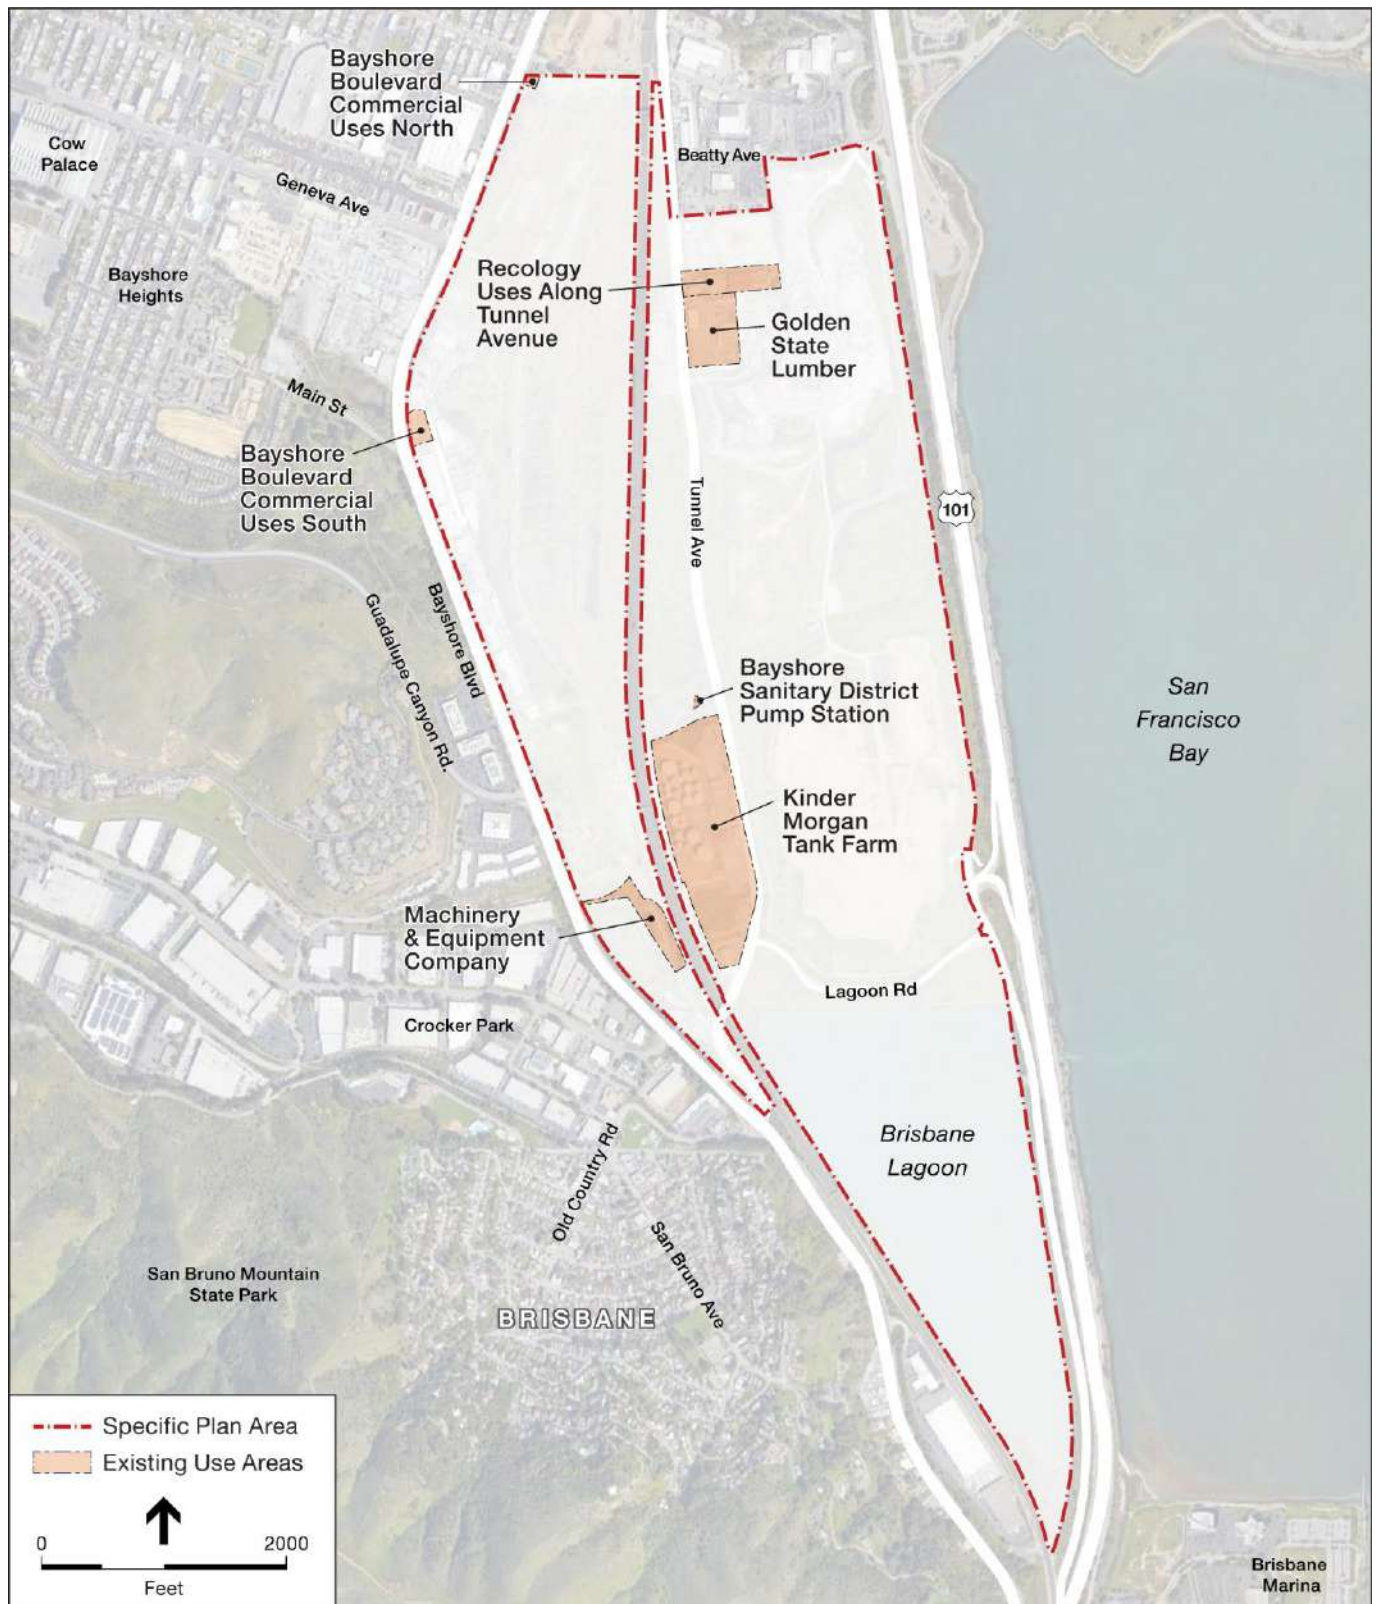 Bayshore
Boulevard
Commercial
Uses North
Cow
Palace
Geneva Ave
Beatty Ave
Bayshore
Heights
Recology
Uses Along
Tunnel
Avenue
Golden
State
Lumber
Main St
Bayshore
Boulevard
Commercial
Uses South
Tunnel Ave
101
Guadalupe Canyon Rd.
Bayshore Blvd
Bayshore
Sanitary District
Pump Station
San
Francisco
Bay
Kinder
Morgan
Tank Farm
Machinery
& Equipment
Company
Lagoon Rd
Crocker Park
Brisbane
Lagoon
Old Country Rd
San Bruno Ave
San Bruno Mountain
State Park
BRISBANE
Specific Plan Area
Existing Use Areas
0 2000
Feet
Brisbane
Marina